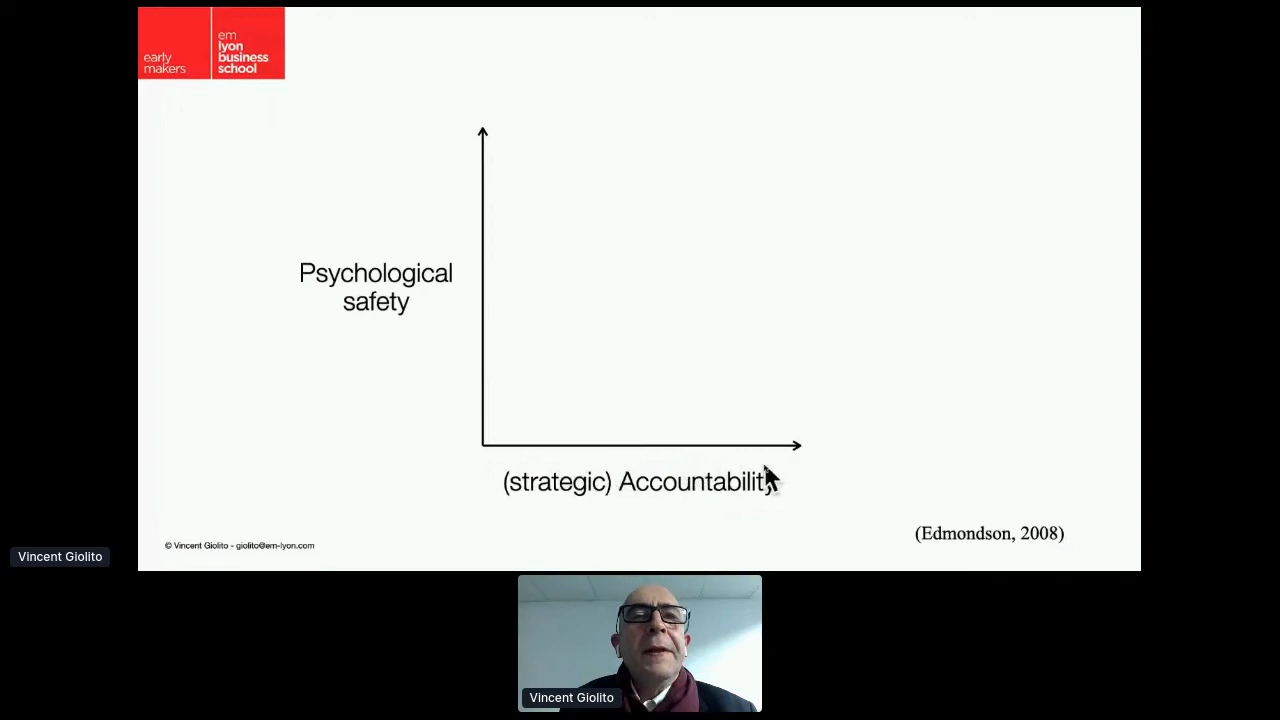 early
makers
em
lyon
business
school
Psychological
safety
(strategic) Accountability
(Edmondson, 2008)
© Vincent Giolito - giolito@em-lyon.com
Vincent Giolito
Vincent Giolito